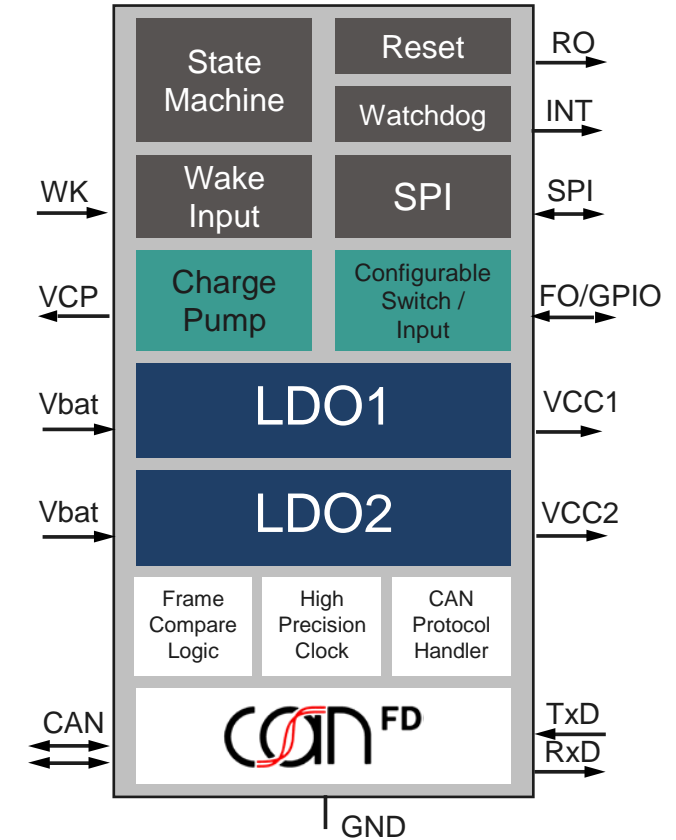 State
Machine
Reset
RO
Watchdog
INT
WK
Wake
Input
SPI
SPI
VCP
Charge
Pump
Configurable
Switch /
Input
FO/GPIO
Vbat
LDO1
VCC1
Vbat
LDO2
VCC2
Frame
Compare
Logic
High
Precision
Clock
CAN
Protocol
Handler
CAN
can FD
TxD
RxD
GND